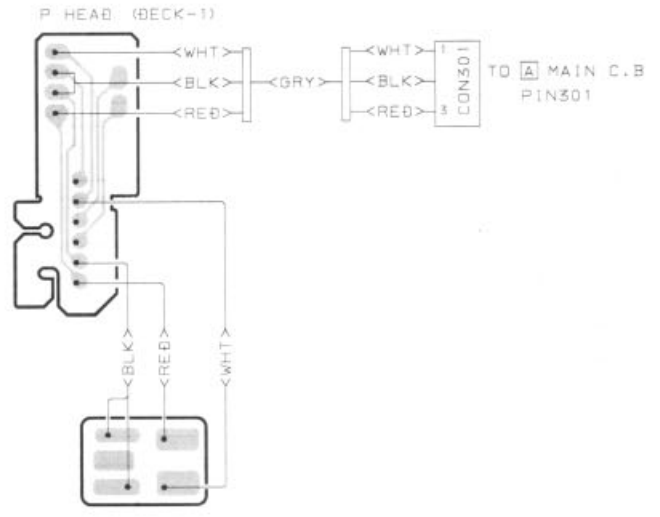 P HEAD (DECK-1)
<WHT> <WHT> 1
<BLK> <GRY> <BLK> CON301 TO A MAIN C.B
<RED> <RED> 3 PIN301
<BLK> <RED> <WHT>